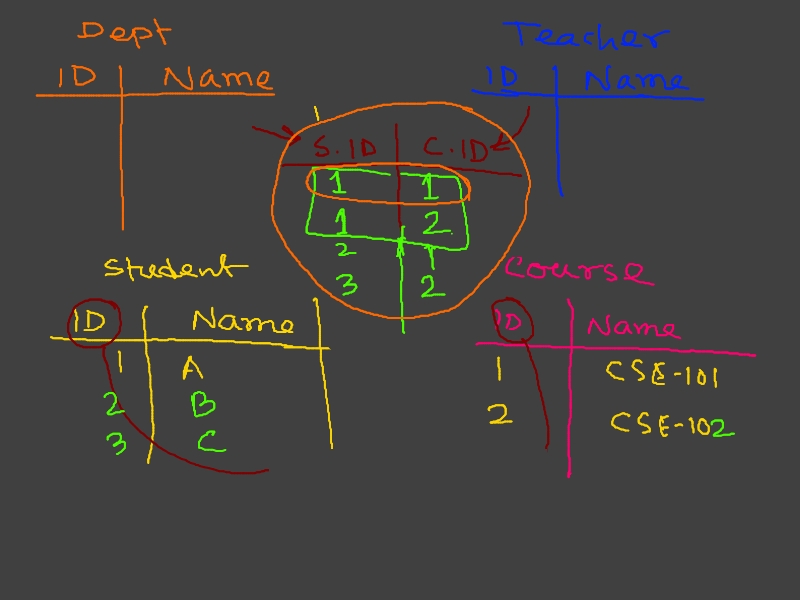 Dept
ID Name
Teacher
ID Name
S.ID C.ID
1 1
1 2
2 1
3 2
Student
ID Name
1 A
2 B
3 C
Course
ID Name
1 CSE-101
2 CSE-102